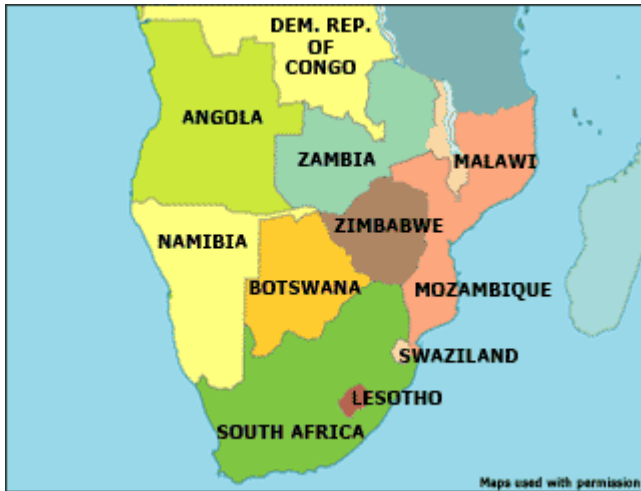 DEM. REP.
OF
CONGO
ANGOLA
ZAMBIA
MALAWI
NAMIBIA
ZIMBABWE
BOTSWANA
MOZAMBIQUE
SWAZILAND
LESOTHO
SOUTH AFRICA
Maps used with permission